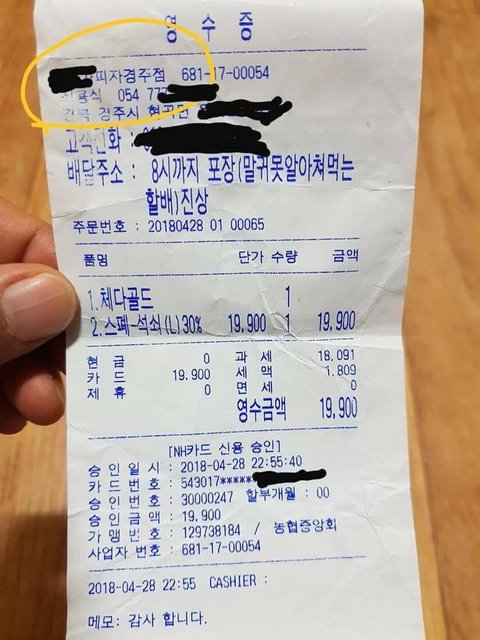 영 수 증
피자경주점 681-17-00054
식 054 777
경북 경주시 현곡면
고객전화 :
배달주소 : 8시까지 포장(말귀못알아쳐먹는
할배)진상
주문번호 : 20180428 01 00065
품명 단가 수량 금액
1.체다골드 1
2.스페-석쇠(L)30% 19,900 1 19,900
현 금 0 과 세 18,091
카 드 19,900 세 액 1,809
제 휴 0 면 세 0
영수금액 19,900
[NH카드 신용 승인]
승 인 일 시 : 2018-04-28 22:55:40
카 드 번 호 : 543017******
승 인 번 호 : 30000247 할부개월 : 00
승 인 금 액 : 19,900
가 맹 번 호 : 129738184 / 농협중앙회
사업자 번호 : 681-17-00054
2018-04-28 22:55 CASHIER :
메모: 감사 합니다.